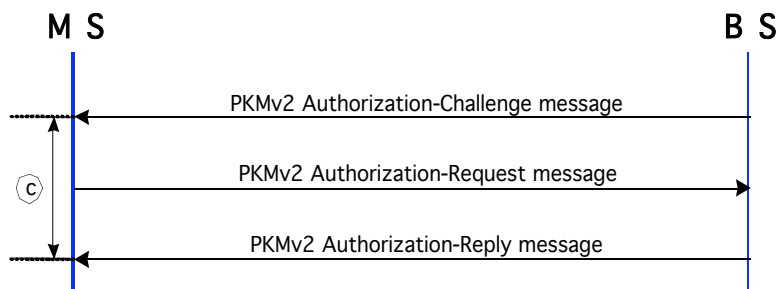 M S B S
PKMv2 Authorization-Challenge message
PKMv2 Authorization-Request message
c
PKMv2 Authorization-Reply message